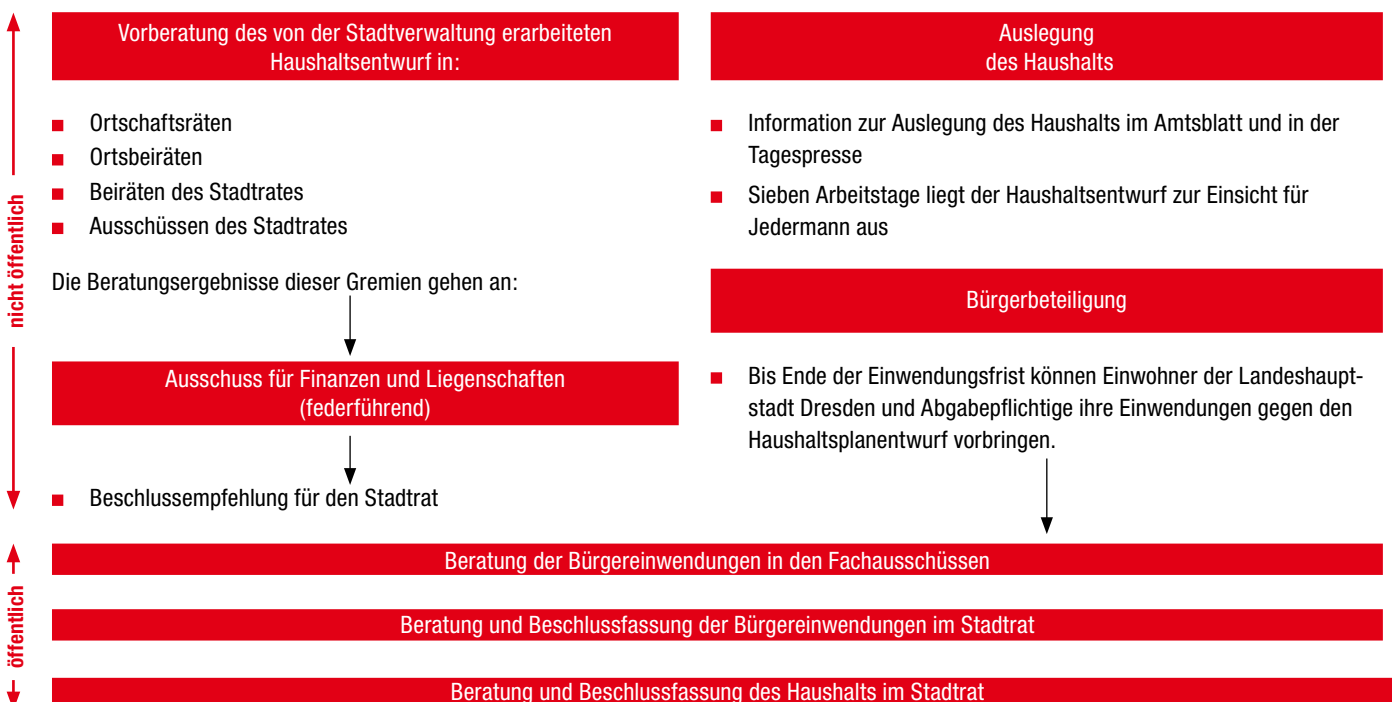 nicht öffentlich
Vorberatung des von der Stadtverwaltung erarbeiteten
Haushaltsentwurf in:
Ortschaftsräten
Ortsbeiräten
Beiräten des Stadtrates
Ausschüssen des Stadtrates
Die Beratungsergebnisse dieser Gremien gehen an:
Ausschuss für Finanzen und Liegenschaften
(federführend)
Beschlussempfehlung für den Stadtrat
Auslegung
des Haushalts
Information zur Auslegung des Haushalts im Amtsblatt und in der
Tagespresse
Sieben Arbeitstage liegt der Haushaltsentwurf zur Einsicht für
Jedermann aus
Bürgerbeteiligung
Bis Ende der Einwendungsfrist können Einwohner der Landeshaupt-
stadt Dresden und Abgabepflichtige ihre Einwendungen gegen den
Haushaltsplanentwurf vorbringen.
öffentlich
Beratung der Bürgereinwendungen in den Fachausschüssen
Beratung und Beschlussfassung der Bürgereinwendungen im Stadtrat
Beratung und Beschlussfassung des Haushalts im Stadtrat